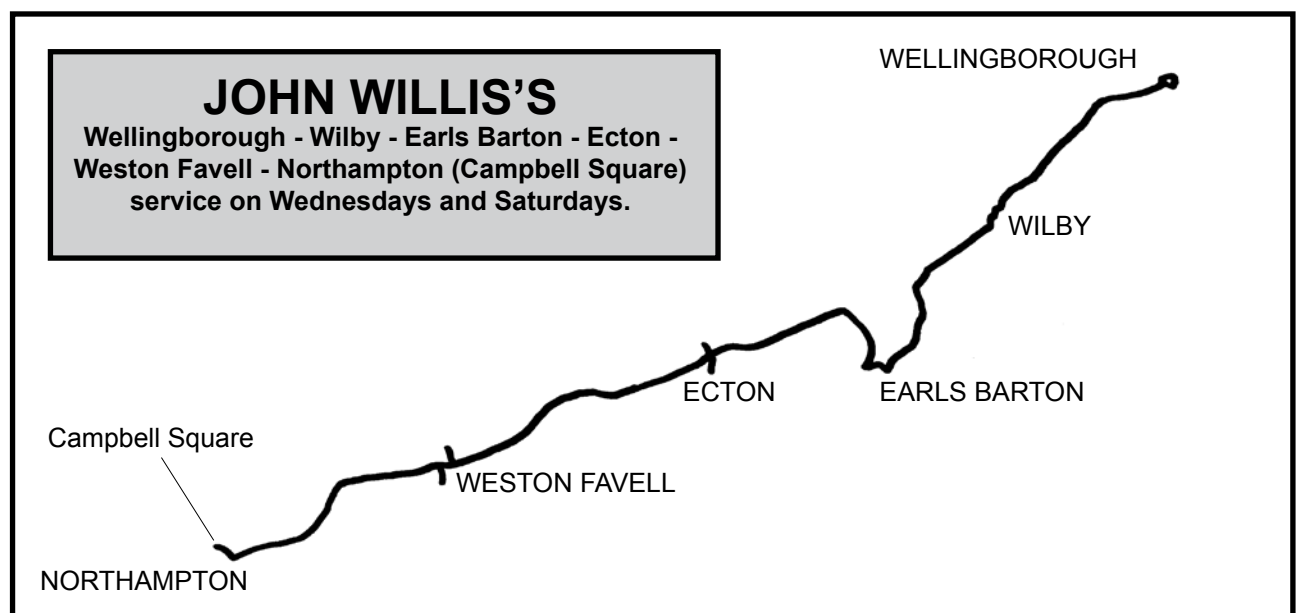 JOHN WILLIS’S
Wellingborough - Wilby - Earls Barton - Ecton -
Weston Favell - Northampton (Campbell Square)
service on Wednesdays and Saturdays.
WELLINGBOROUGH
WILBY
ECTON
EARLS BARTON
Campbell Square
WESTON FAVELL
NORTHAMPTON